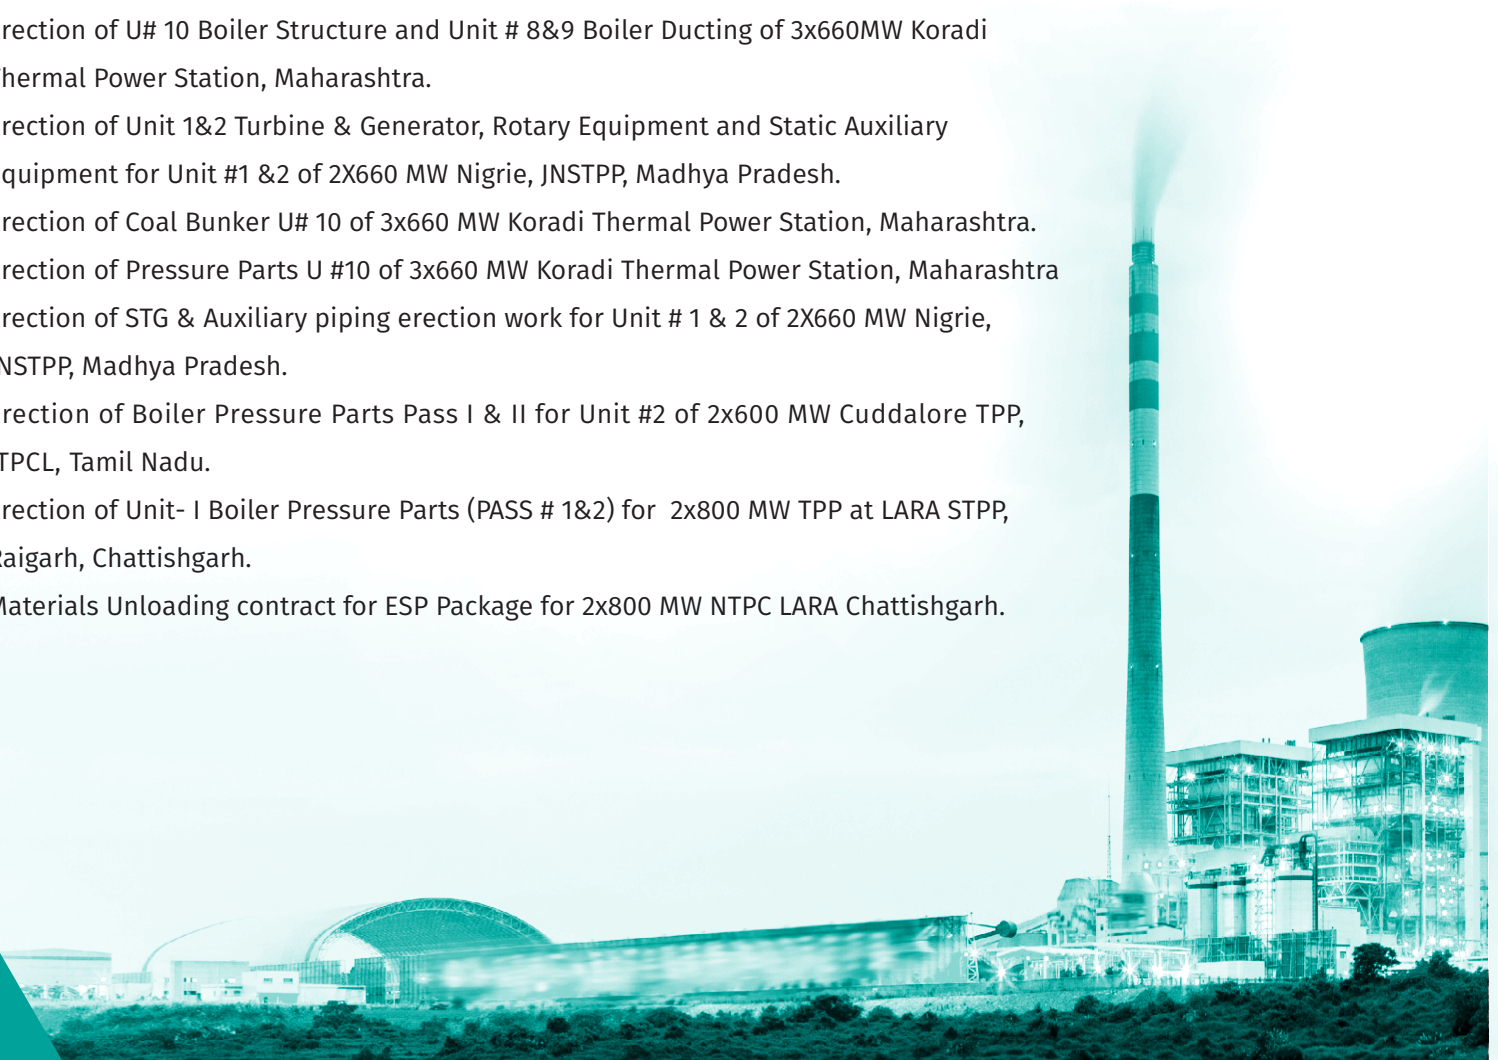 rection of U# 10 Boiler Structure and Unit # 8&9 Boiler Ducting of 3x660MW Koradi
hermal Power Station, Maharashtra.
rection of Unit 1&2 Turbine & Generator, Rotary Equipment and Static Auxiliary
quipment for Unit #1 &2 of 2X660 MW Nigrie, JNSTPP, Madhya Pradesh.
rection of Coal Bunker U# 10 of 3x660 MW Koradi Thermal Power Station, Maharashtra.
rection of Pressure Parts U #10 of 3x660 MW Koradi Thermal Power Station, Maharashtra
rection of STG & Auxiliary piping erection work for Unit # 1 & 2 of 2X660 MW Nigrie,
NSTPP, Madhya Pradesh.
rection of Boiler Pressure Parts Pass I & II for Unit #2 of 2x600 MW Cuddalore TPP,
TPCL, Tamil Nadu.
rection of Unit- I Boiler Pressure Parts (PASS # 1&2) for  2x800 MW TPP at LARA STPP,
Raigarh, Chattishgarh.
Materials Unloading contract for ESP Package for 2x800 MW NTPC LARA Chattishgarh.